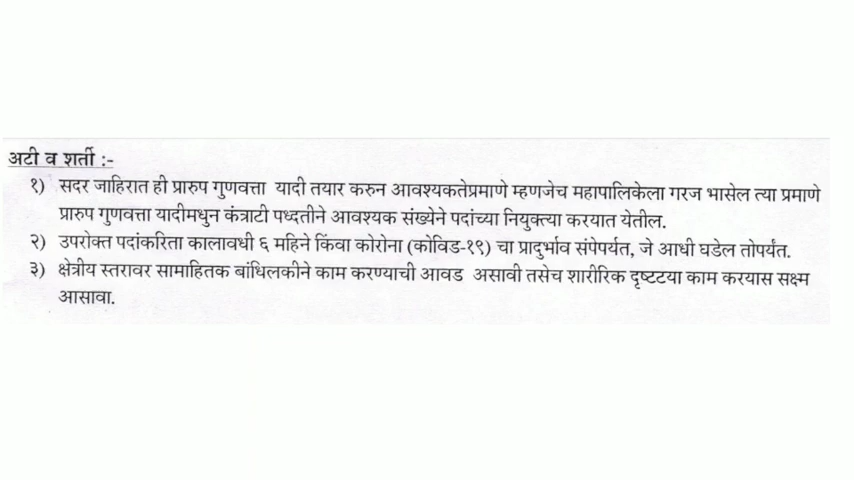 अटी व शर्ती :-
१) सदर जाहिरात ही प्रारुप गुणवत्ता यादी तयार करुन आवश्यकतेप्रमाणे म्हणजेच महापालिकेला गरज भासेल त्या प्रमाणे
प्रारुप गुणवत्ता यादीमधुन कंत्राटी पध्दतीने आवश्यक संख्येने पदांच्या नियुक्त्या करयात येतील.
२) उपरोक्त पदांकरिता कालावधी ६ महिने किंवा कोरोना (कोविड-१९) चा प्रादुर्भाव संपेपर्यत, जे आधी घडेल तोपर्यंत.
३) क्षेत्रीय स्तरावर सामाहितक बांधिलकीने काम करण्याची आवड असावी तसेच शारीरिक दृष्टटया काम करयास सक्ष्म
आसावा.